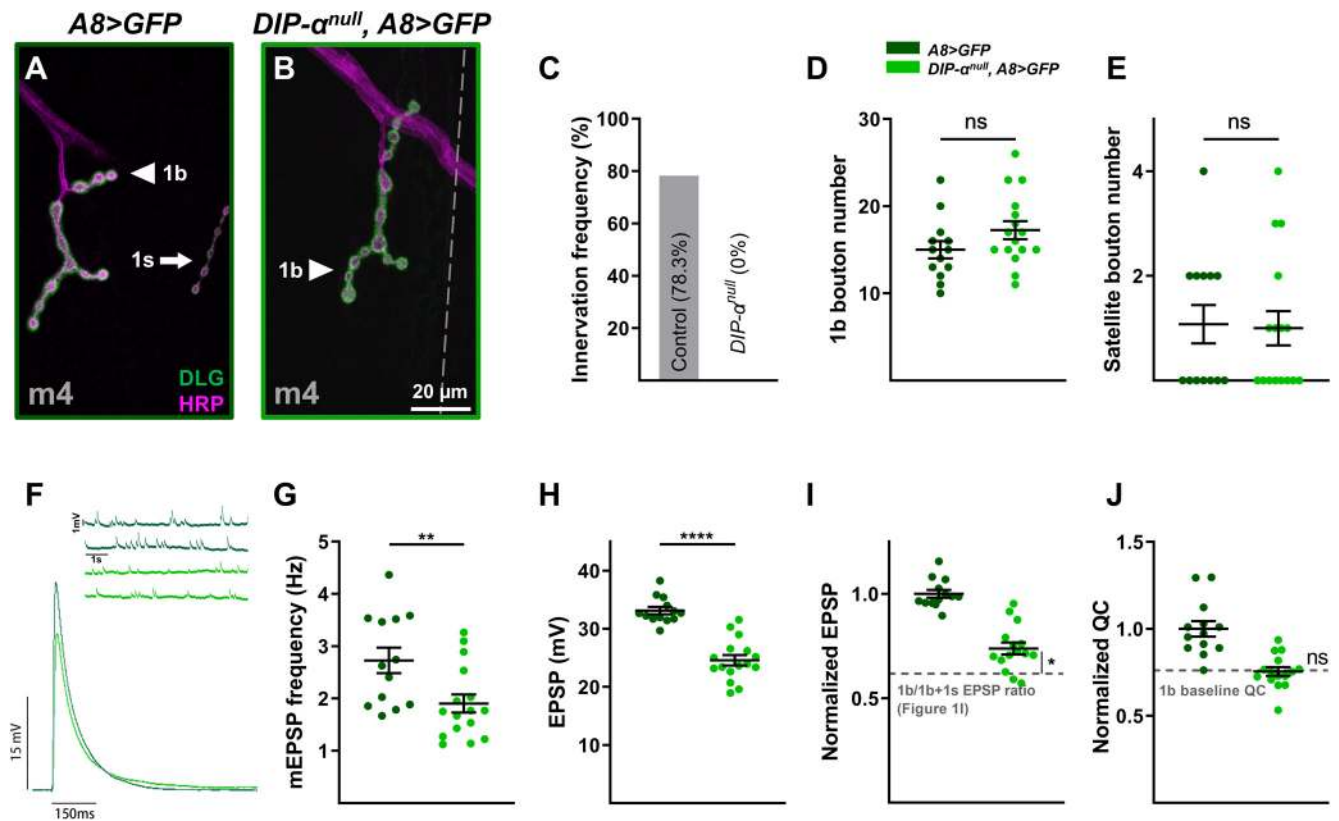 A8>GFP
DIP-α^null, A8>GFP
A
1b
1s
m4
DLG
HRP
B
1b
m4
20 µm
C
Innervation frequency (%)
100
80
60
40
20
Control (78.3%)
DIP-α^null (0%)
A8>GFP
DIP-α^null, A8>GFP
D
1b bouton number
30
20
10
ns
E
Satellite bouton number
4
2
0
ns
F
1mV
1s
15 mV
150ms
G
mEPSP frequency (Hz)
5
4
3
2
1
**
H
EPSP (mV)
40
30
20
10
****
I
Normalized EPSP
1.0
0.5
*
1b/1b+1s EPSP ratio
(Figure 1I)
J
Normalized QC
1.5
1.0
0.5
ns
1b baseline QC